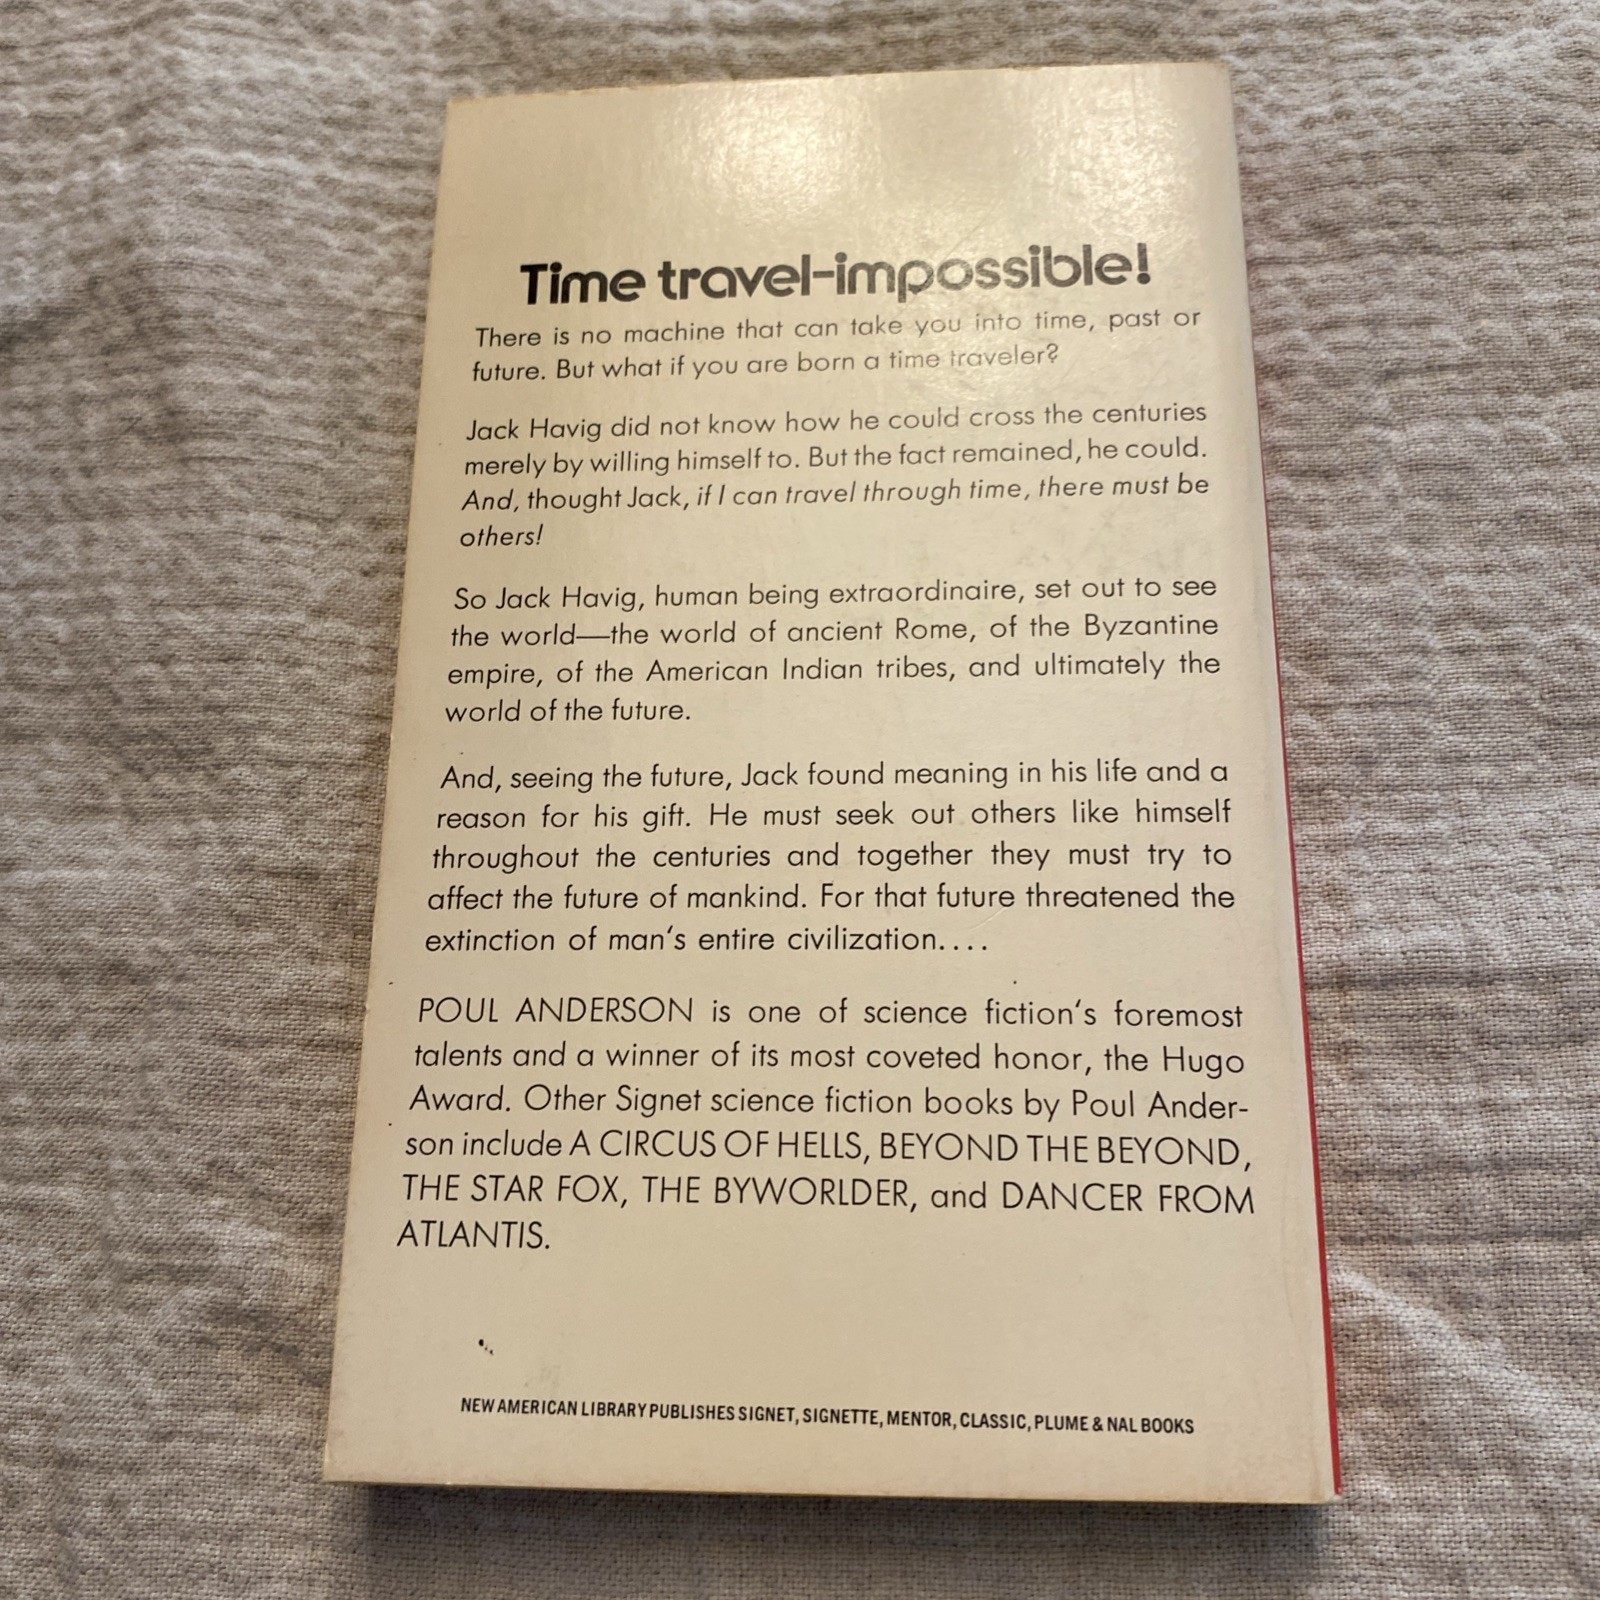 Time travel-impossible!
There is no machine that can take you into time, past or
future. But what if you are born a time traveler?
Jack Havig did not know how he could cross the centuries
merely by willing himself to. But the fact remained, he could.
And, thought Jack, if I can travel through time, there must be
others!
So Jack Havig, human being extraordinaire, set out to see
the world—the world of ancient Rome, of the Byzantine
empire, of the American Indian tribes, and ultimately the
world of the future.
And, seeing the future, Jack found meaning in his life and a
reason for his gift. He must seek out others like himself
throughout the centuries and together they must try to
affect the future of mankind. For that future threatened the
extinction of man's entire civilization....
POUL ANDERSON is one of science fiction's foremost
talents and a winner of its most coveted honor, the Hugo
Award. Other Signet science fiction books by Poul Ander-
son include A CIRCUS OF HELLS, BEYOND THE BEYOND,
THE STAR FOX, THE BYWORLDER, and DANCER FROM
ATLANTIS.
NEW AMERICAN LIBRARY PUBLISHES SIGNET, SIGNETTE, MENTOR, CLASSIC, PLUME & NAL BOOKS